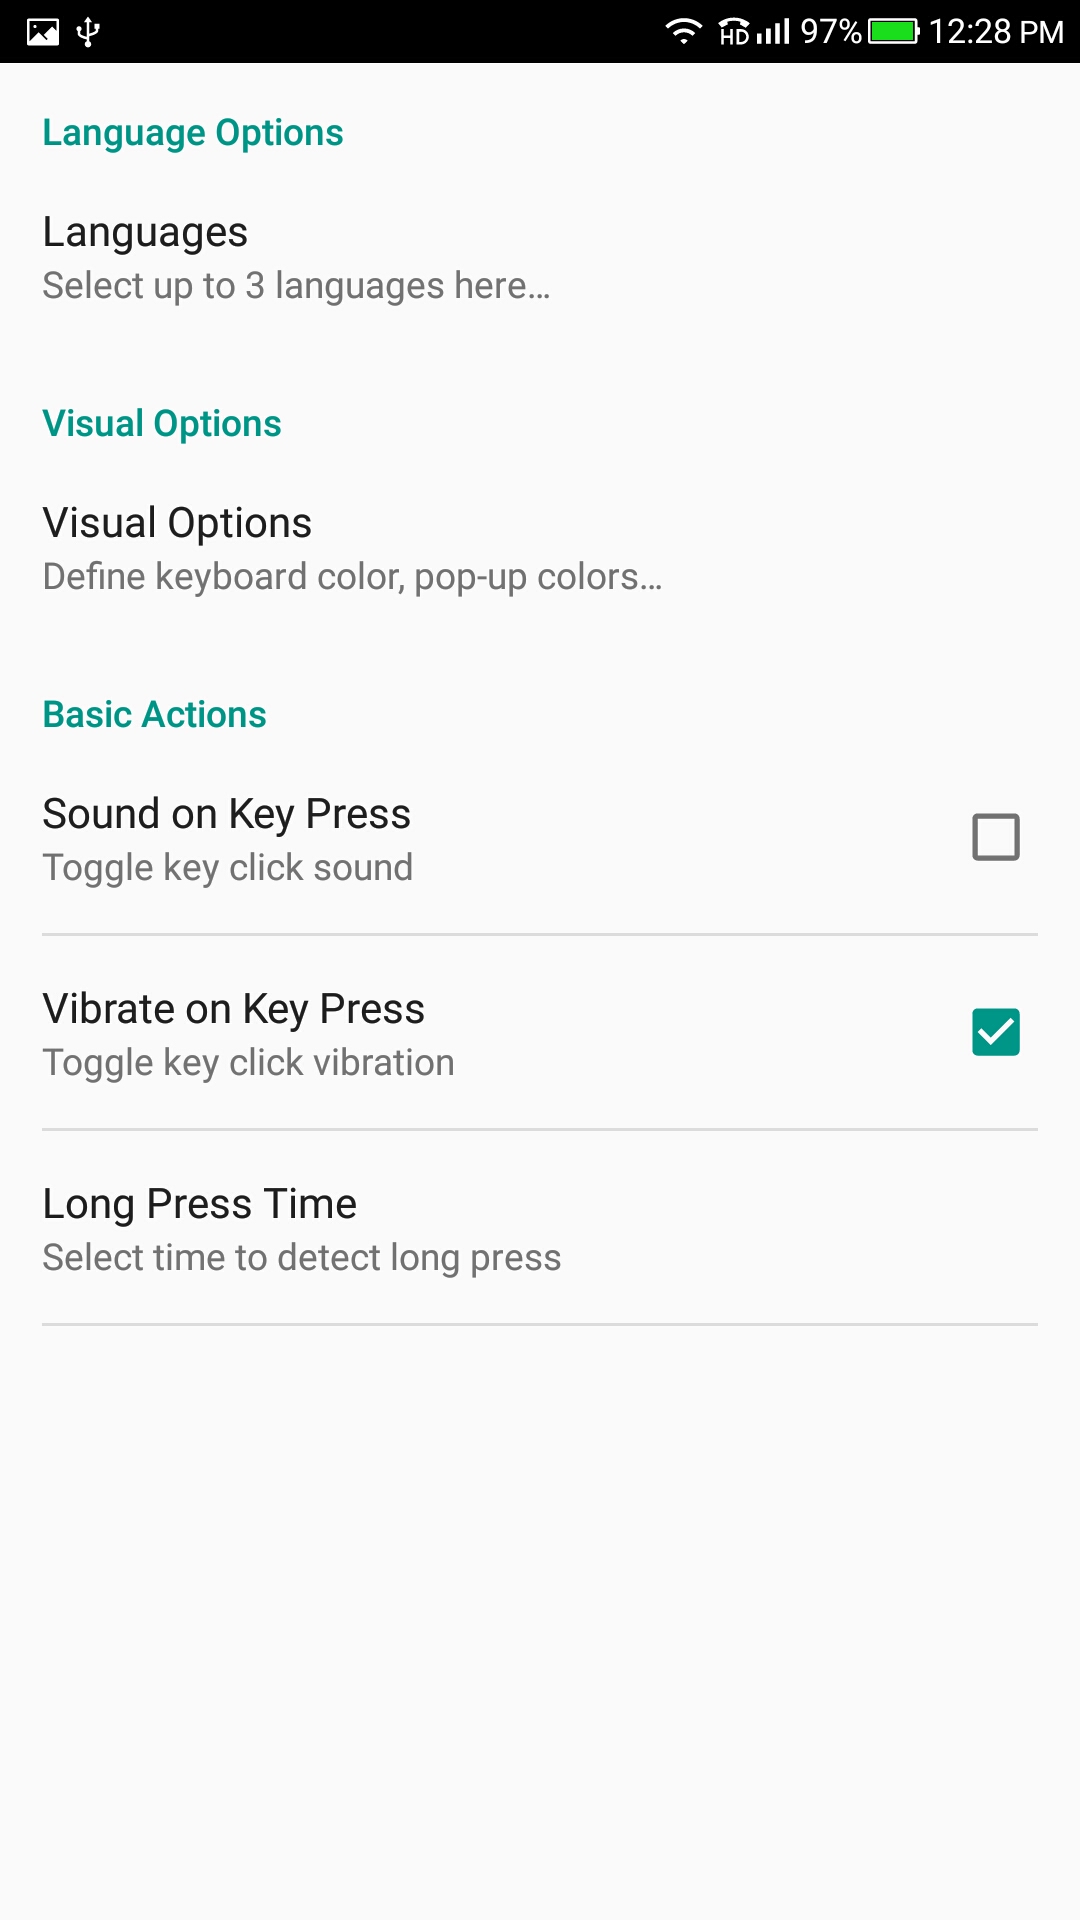 HD 97% 12:28 PM
Language Options
Languages
Select up to 3 languages here...
Visual Options
Visual Options
Define keyboard color, pop-up colors...
Basic Actions
Sound on Key Press
Toggle key click sound
Vibrate on Key Press
Toggle key click vibration
Long Press Time
Select time to detect long press